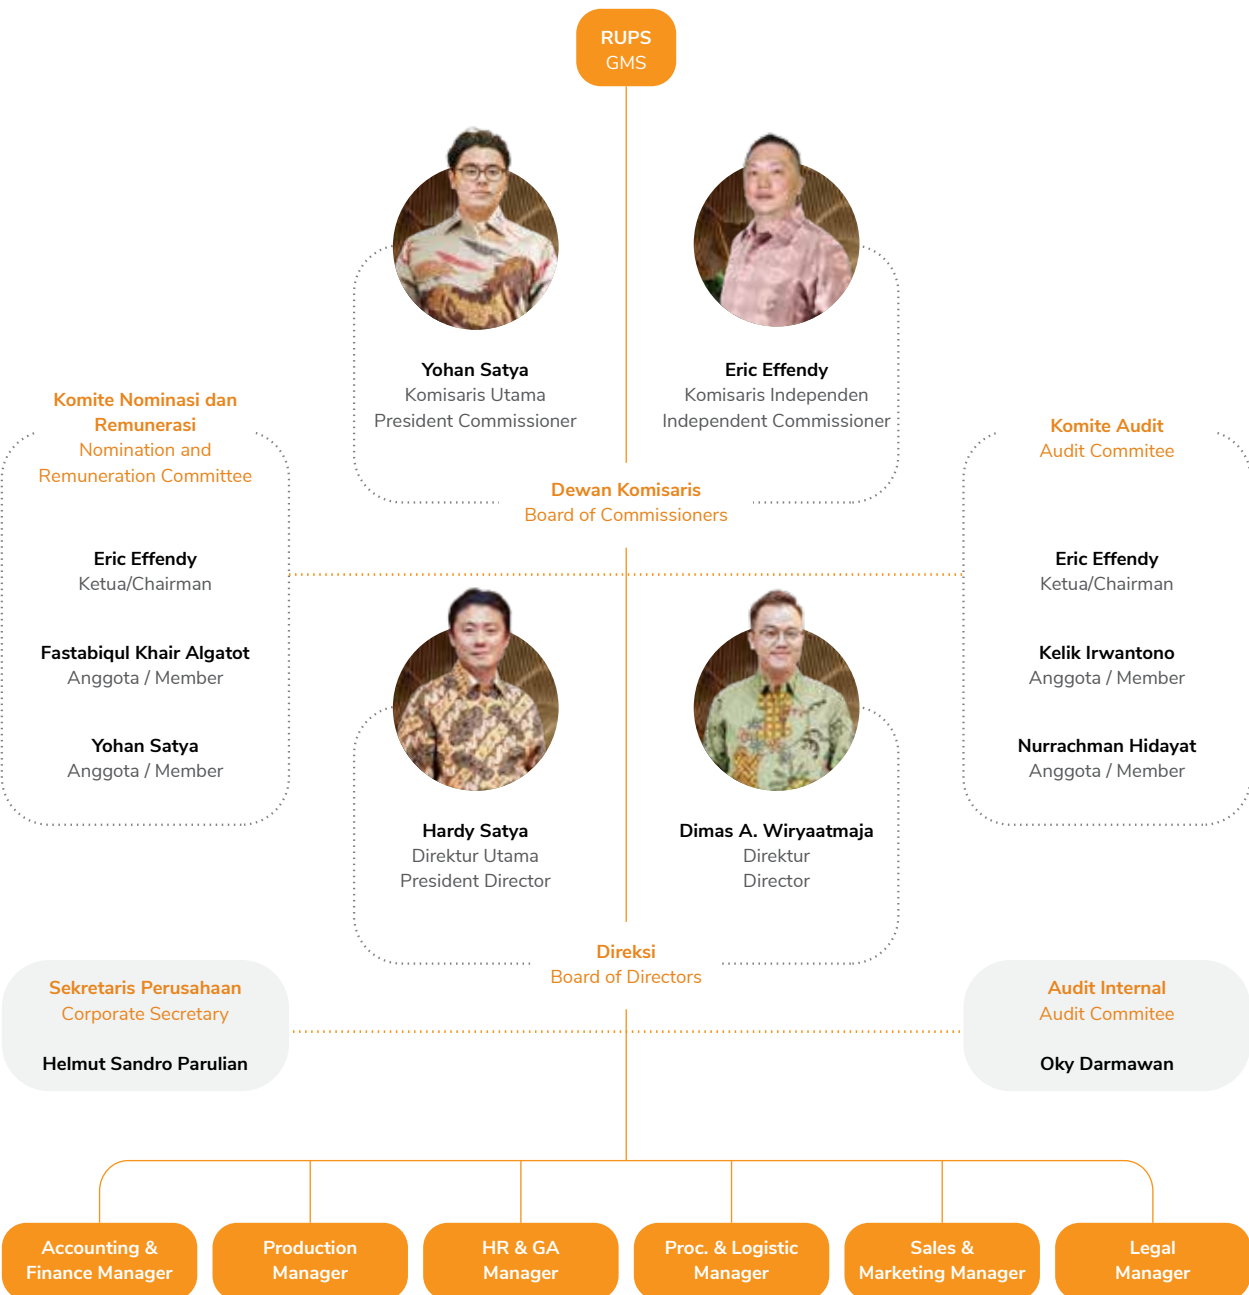 RUPS
GMS
Yohan Satya
Komisaris Utama
President Commissioner
Eric Effendy
Komisaris Independen
Independent Commissioner
Dewan Komisaris
Board of Commissioners
Komite Nominasi dan
Remunerasi
Nomination and
Remuneration Committee
Eric Effendy
Ketua/Chairman
Fastabiqul Khair Algatot
Anggota / Member
Yohan Satya
Anggota / Member
Komite Audit
Audit Commitee
Eric Effendy
Ketua/Chairman
Kelik Irwantono
Anggota / Member
Nurrachman Hidayat
Anggota / Member
Hardy Satya
Direktur Utama
President Director
Dimas A. Wiryaatmaja
Direktur
Director
Direksi
Board of Directors
Sekretaris Perusahaan
Corporate Secretary
Helmut Sandro Parulian
Audit Internal
Audit Commitee
Oky Darmawan
Accounting &
Finance Manager
Production
Manager
HR & GA
Manager
Proc. & Logistic
Manager
Sales &
Marketing Manager
Legal
Manager